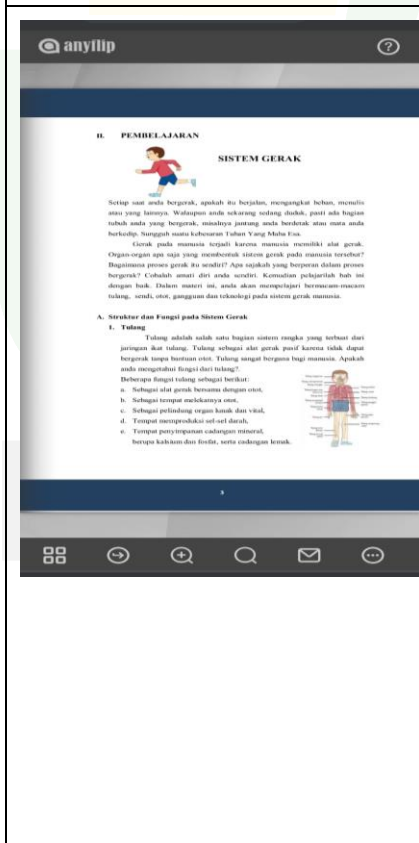 anyflip
?
II. PEMBELAJARAN
SISTEM GERAK
Setiap saat anda bergerak, apakah itu berjalan, mengangkat beban, menulis
atau yang lainnya. Walaupun anda sekarang sedang duduk, pasti ada bagian
tubuh anda yang bergerak, misalnya jantung anda berdetak atau mata anda
berkedip. Sungguh suatu kebesaran Tuhan Yang Maha Esa.
Gerak pada manusia terjadi karena manusia memiliki alat gerak.
Organ-organ apa saja yang membentuk sistem gerak pada manusia tersebut?
Bagaimana proses gerak itu sendiri? Apa sajakah yang berperan dalam proses
bergerak? Cobalah amati diri anda sendiri. Kemudian pelajarilah bab ini
dengan baik. Dalam materi ini, anda akan mempelajari bermacam-macam
tulang, sendi, otot, gangguan dan teknologi pada sistem gerak manusia.
A. Struktur dan Fungsi pada Sistem Gerak
1. Tulang
Tulang adalah salah satu bagian sistem rangka yang terbuat dari
jaringan ikat tulang. Tulang sebagai alat gerak pasif karena tidak dapat
bergerak tanpa bantuan otot. Tulang sangat berguna bagi manusia. Apakah
anda mengetahui fungsi dari tulang?.
Beberapa fungsi tulang sebagai berikut:
a. Sebagai alat gerak bersama dengan otot,
b. Sebagai tempat melekatnya otot,
c. Sebagai pelindung organ lunak dan vital,
d. Tempat memproduksi sel-sel darah,
e. Tempat penyimpanan cadangan mineral,
berupa kalsium dan fosfat, serta cadangan lemak.
3